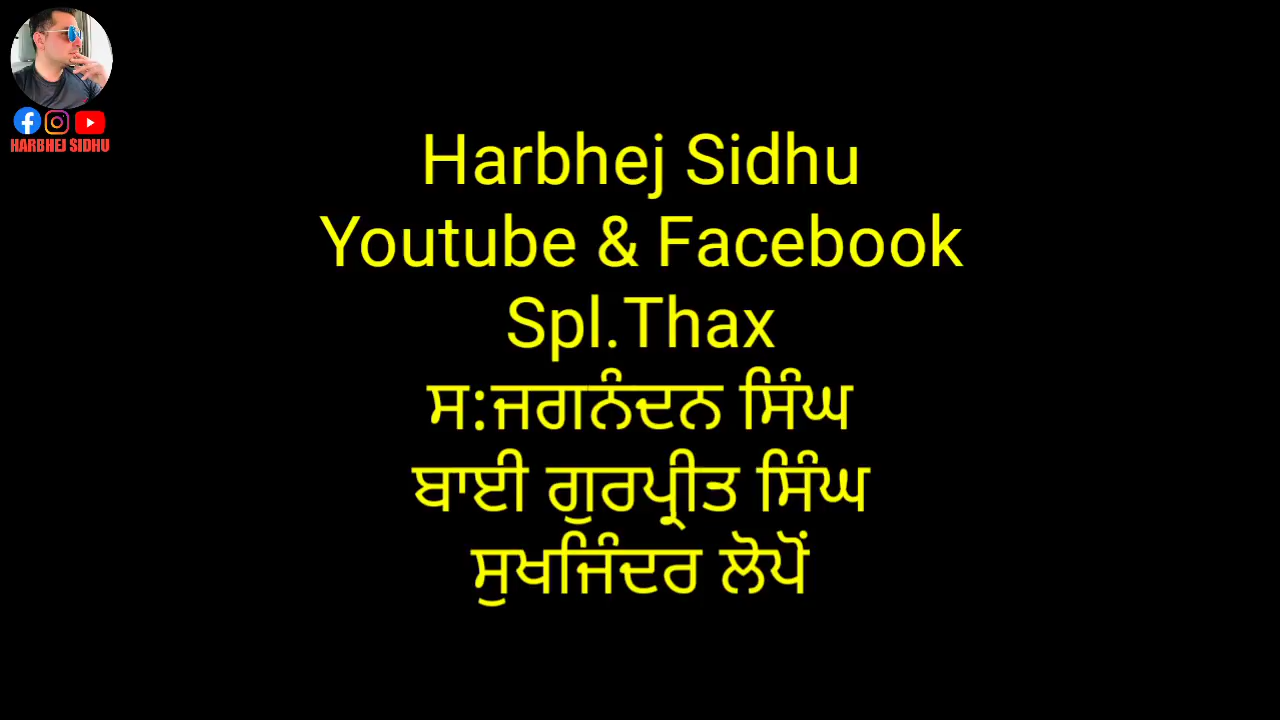 HARBHEJ SIDHU
Harbhej Sidhu
Youtube & Facebook
Spl.Thax
ਸ:ਜਗਨੰਦਨ ਸਿੰਘ
ਬਾਈ ਗੁਰਪ੍ਰੀਤ ਸਿੰਘ
ਸੁਖਜਿੰਦਰ ਲੋਪੋਂ